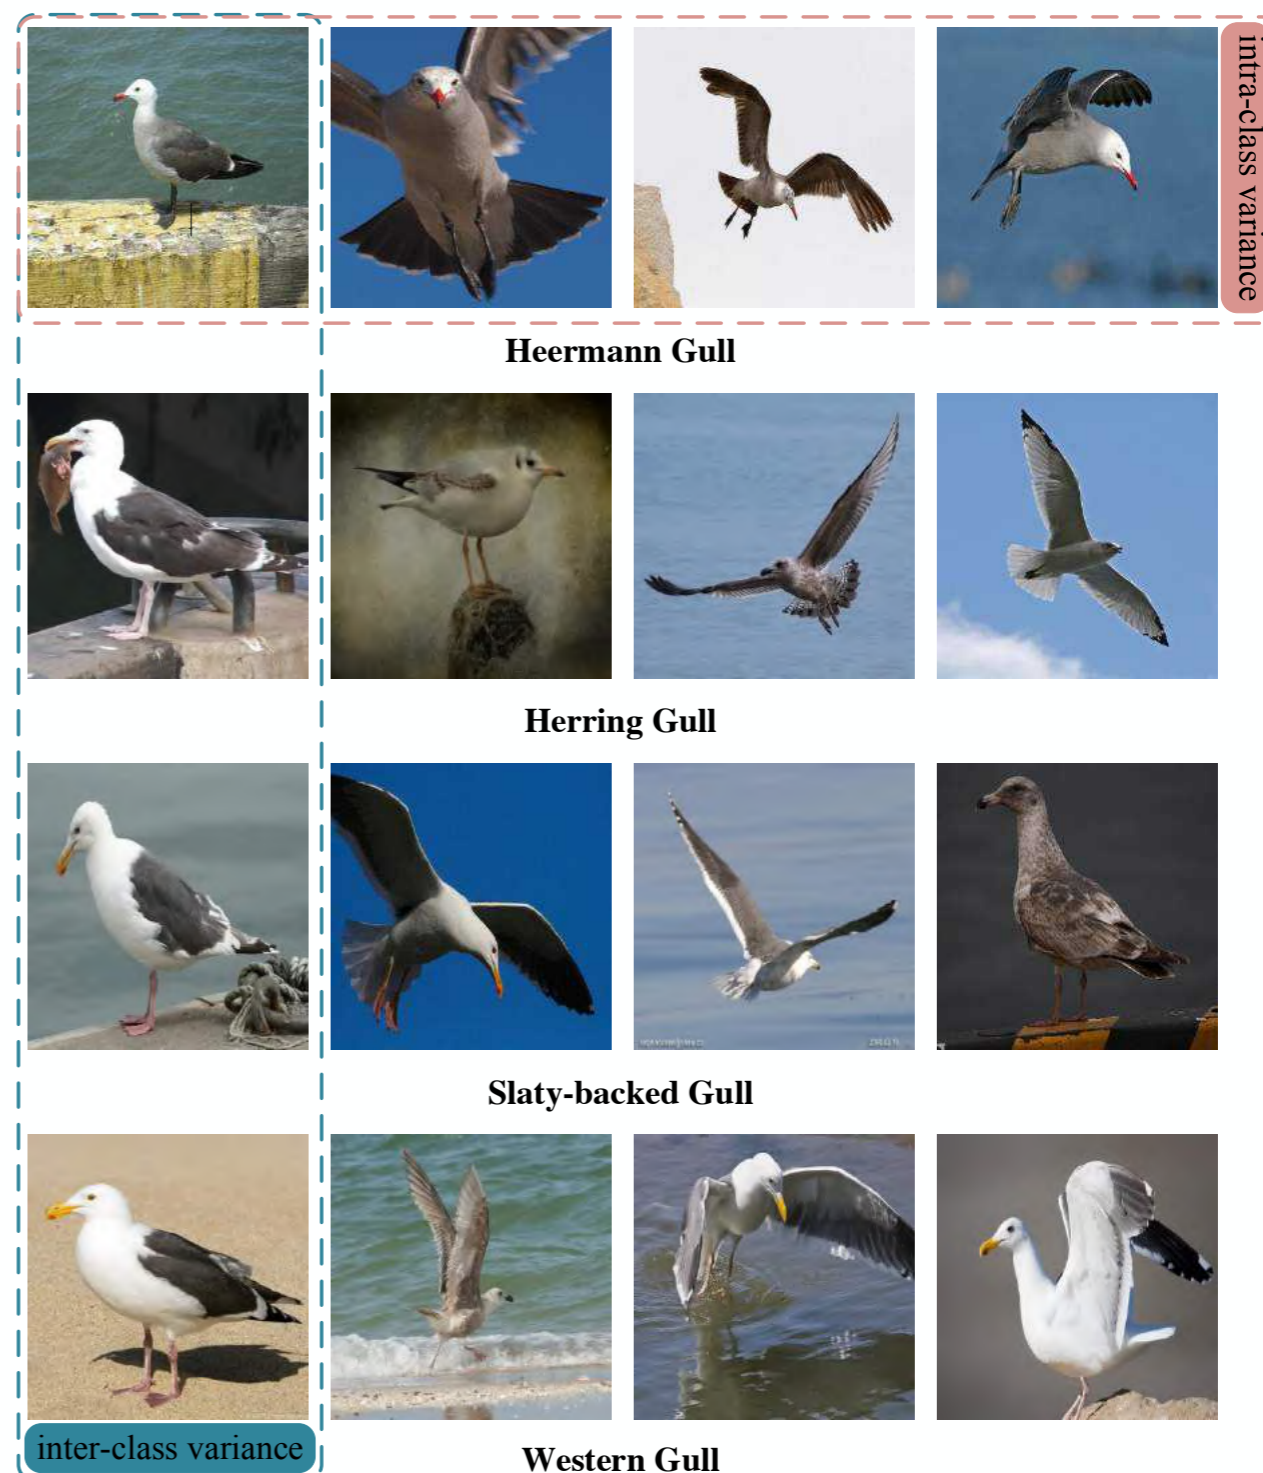 intra-class variance
Heermann Gull
Herring Gull
Slaty-backed Gull
inter-class variance
Western Gull